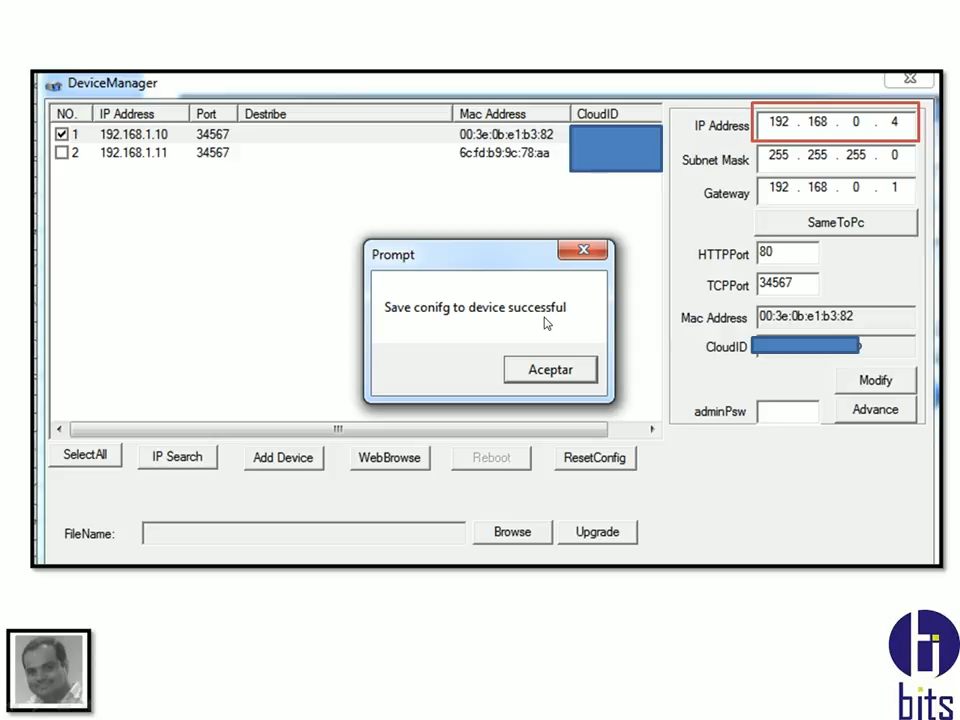 DeviceManager
NO. IP Address Port Destribe Mac Address CloudID
1 192.168.1.10 34567 00:3e:0b:e1:b3:82
2 192.168.1.11 34567 6c:fd:b9:9c:78:aa
IP Address 192 . 168 . 0 . 4
Subnet Mask 255 . 255 . 255 . 0
Gateway 192 . 168 . 0 . 1
SameToPc
HTTPPort 80
TCPPort 34567
Mac Address 00:3e:0b:e1:b3:82
CloudID
Modify
adminPsw Advance
Prompt
Save conifg to device successful
Aceptar
SelectAll IP Search Add Device WebBrowse Reboot ResetConfig
FileName: Browse Upgrade
bits